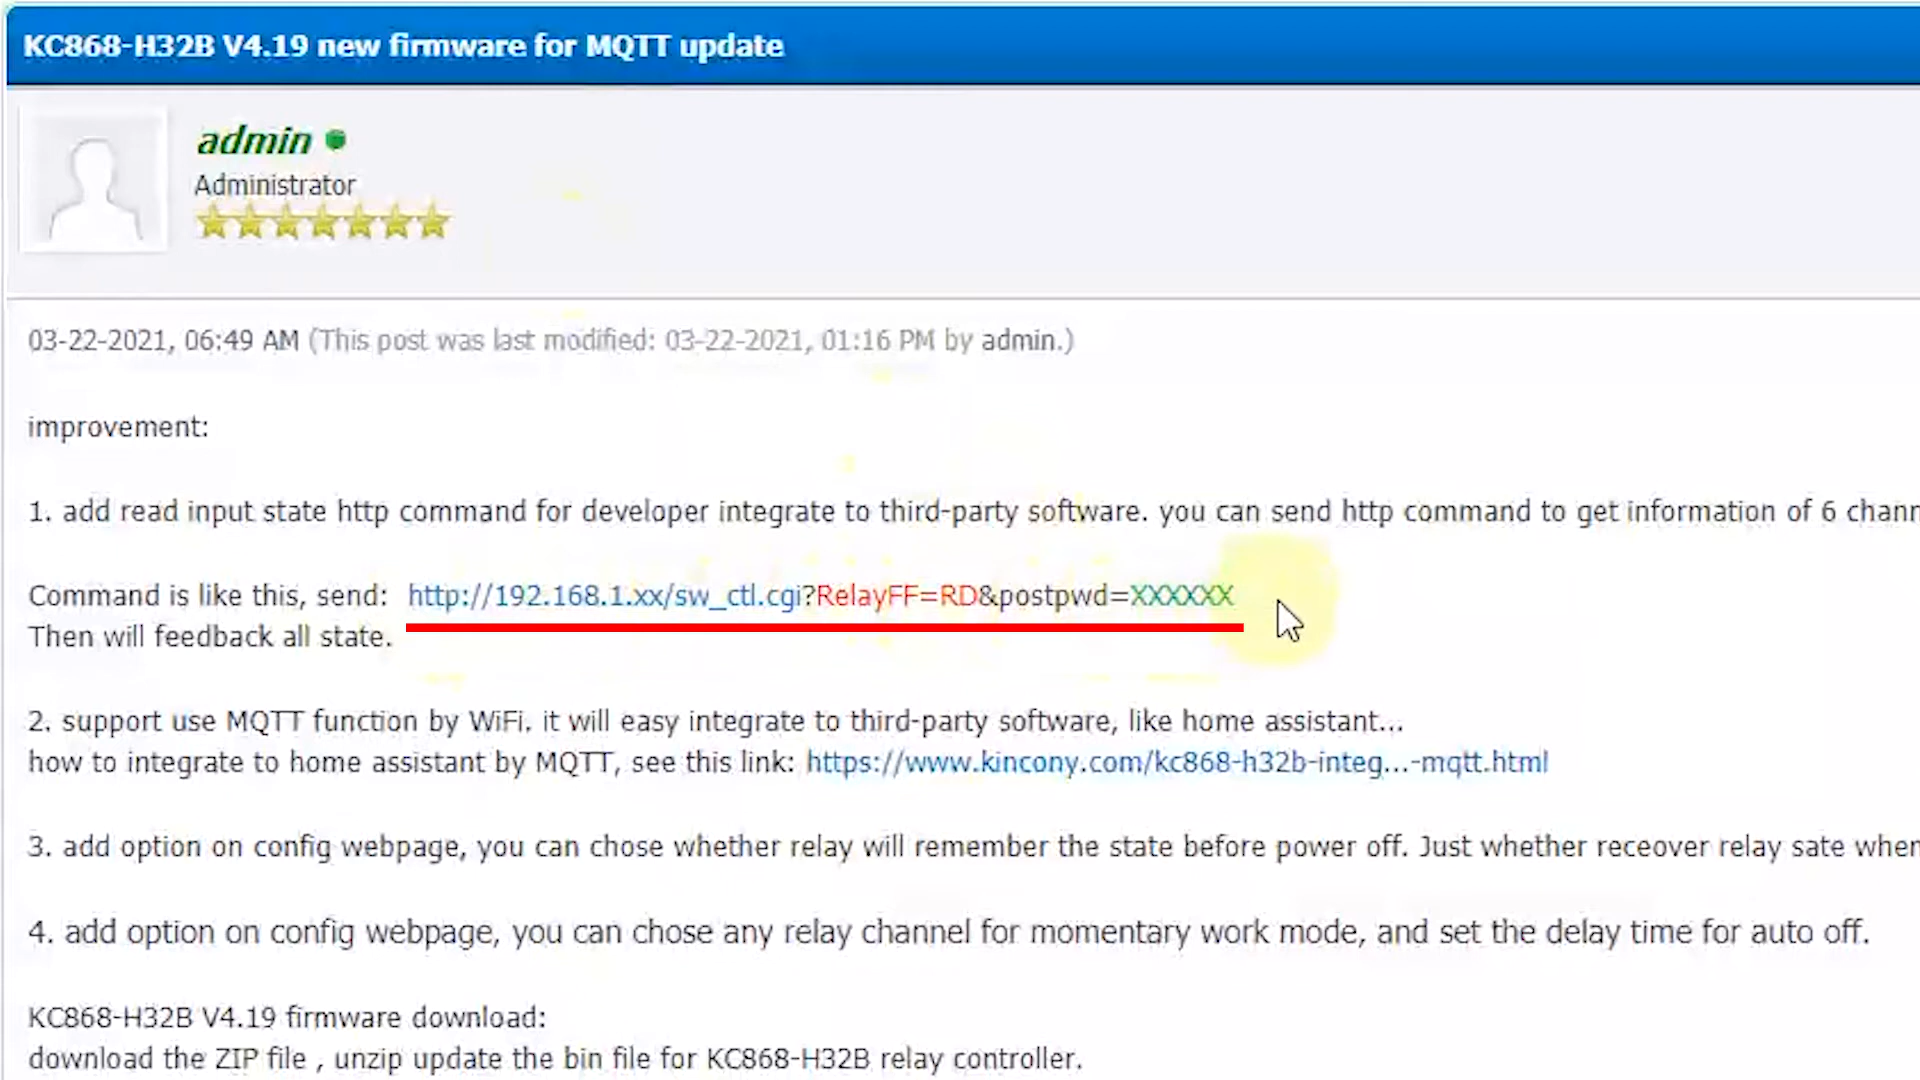 KC868-H32B V4.19 new firmware for MQTT update
admin
Administrator
03-22-2021, 06:49 AM (This post was last modified: 03-22-2021, 01:16 PM by admin.)
improvement:
1. add read input state http command for developer integrate to third-party software. you can send http command to get information of 6 chann
Command is like this, send: http://192.168.1.xx/sw_ctl.cgi?RelayFF=RD&postpwd=XXXXXX
Then will feedback all state.
2. support use MQTT function by WiFi. it will easy integrate to third-party software, like home assistant...
how to integrate to home assistant by MQTT, see this link: https://www.kincony.com/kc868-h32b-integ...-mqtt.html
3. add option on config webpage, you can chose whether relay will remember the state before power off. Just whether receover relay sate when
4. add option on config webpage, you can chose any relay channel for momentary work mode, and set the delay time for auto off.
KC868-H32B V4.19 firmware download:
download the ZIP file , unzip update the bin file for KC868-H32B relay controller.